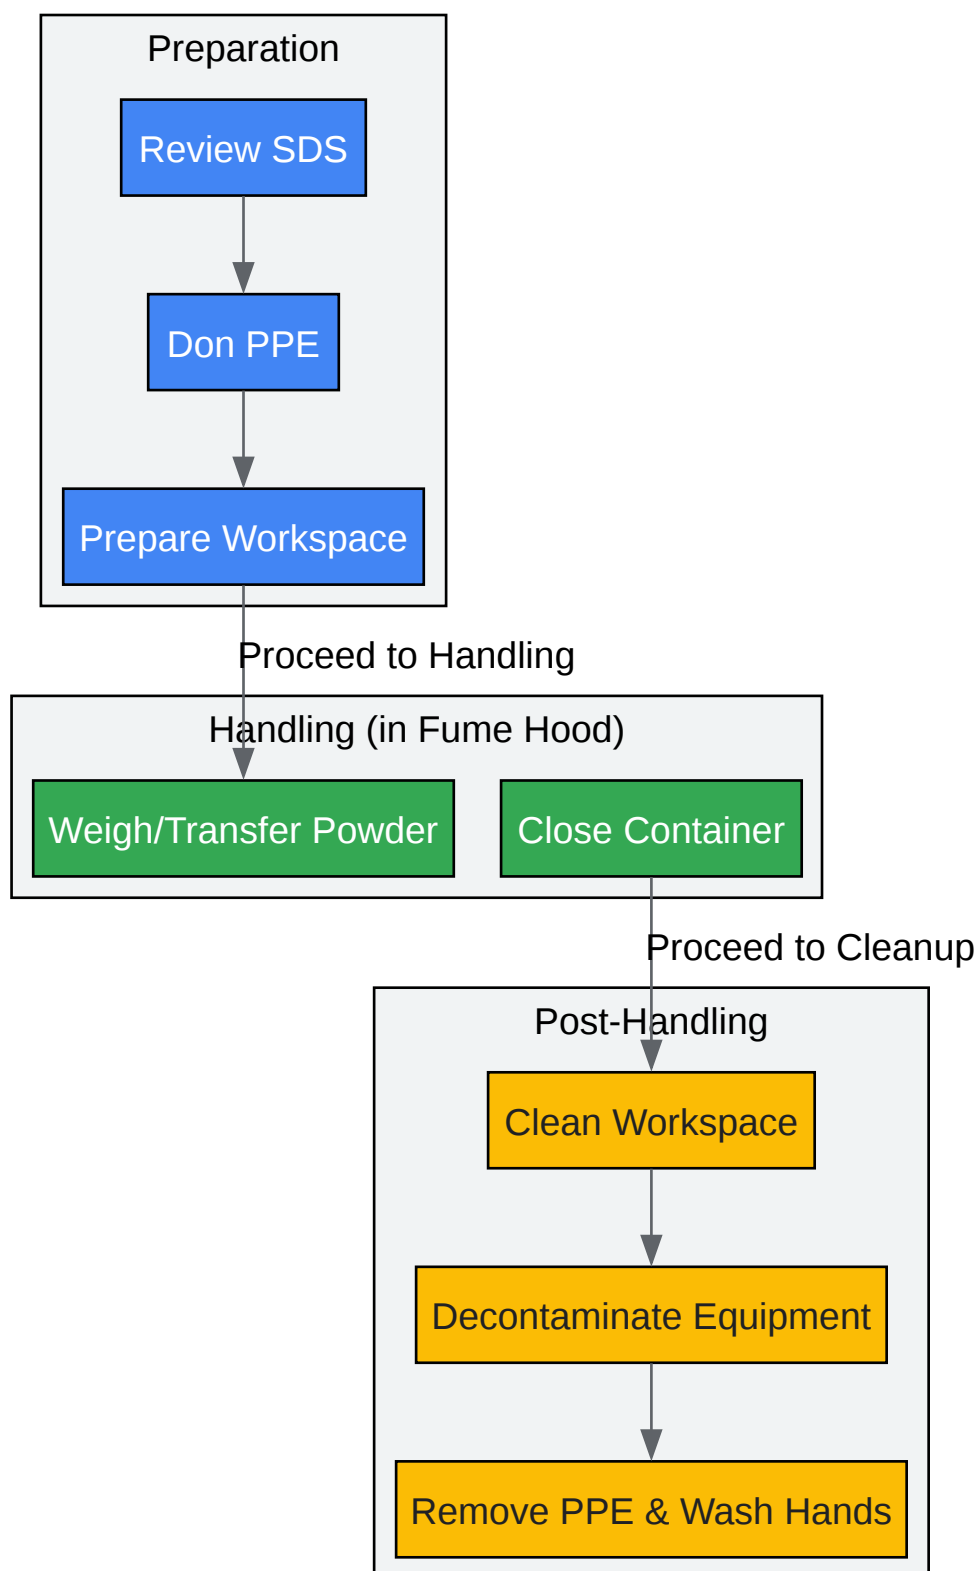 Preparation
Review SDS
Don PPE
Prepare Workspace
Proceed to Handling
Handling (in Fume Hood)
Weigh/Transfer Powder
Close Container
Proceed to Cleanup
Post-Handling
Clean Workspace
Decontaminate Equipment
Remove PPE & Wash Hands